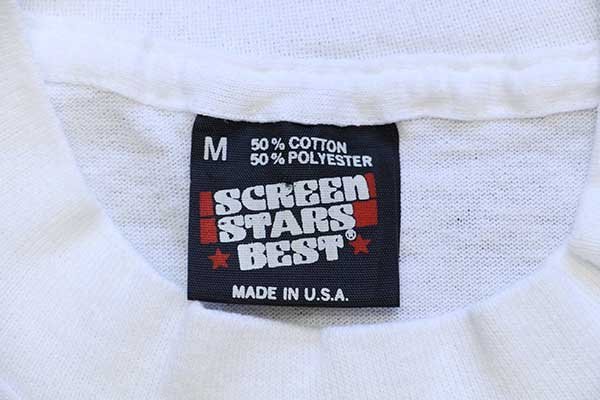 M
50% COTTON
50% POLYESTER
SCREEN
STARS
BEST®
MADE IN U.S.A.